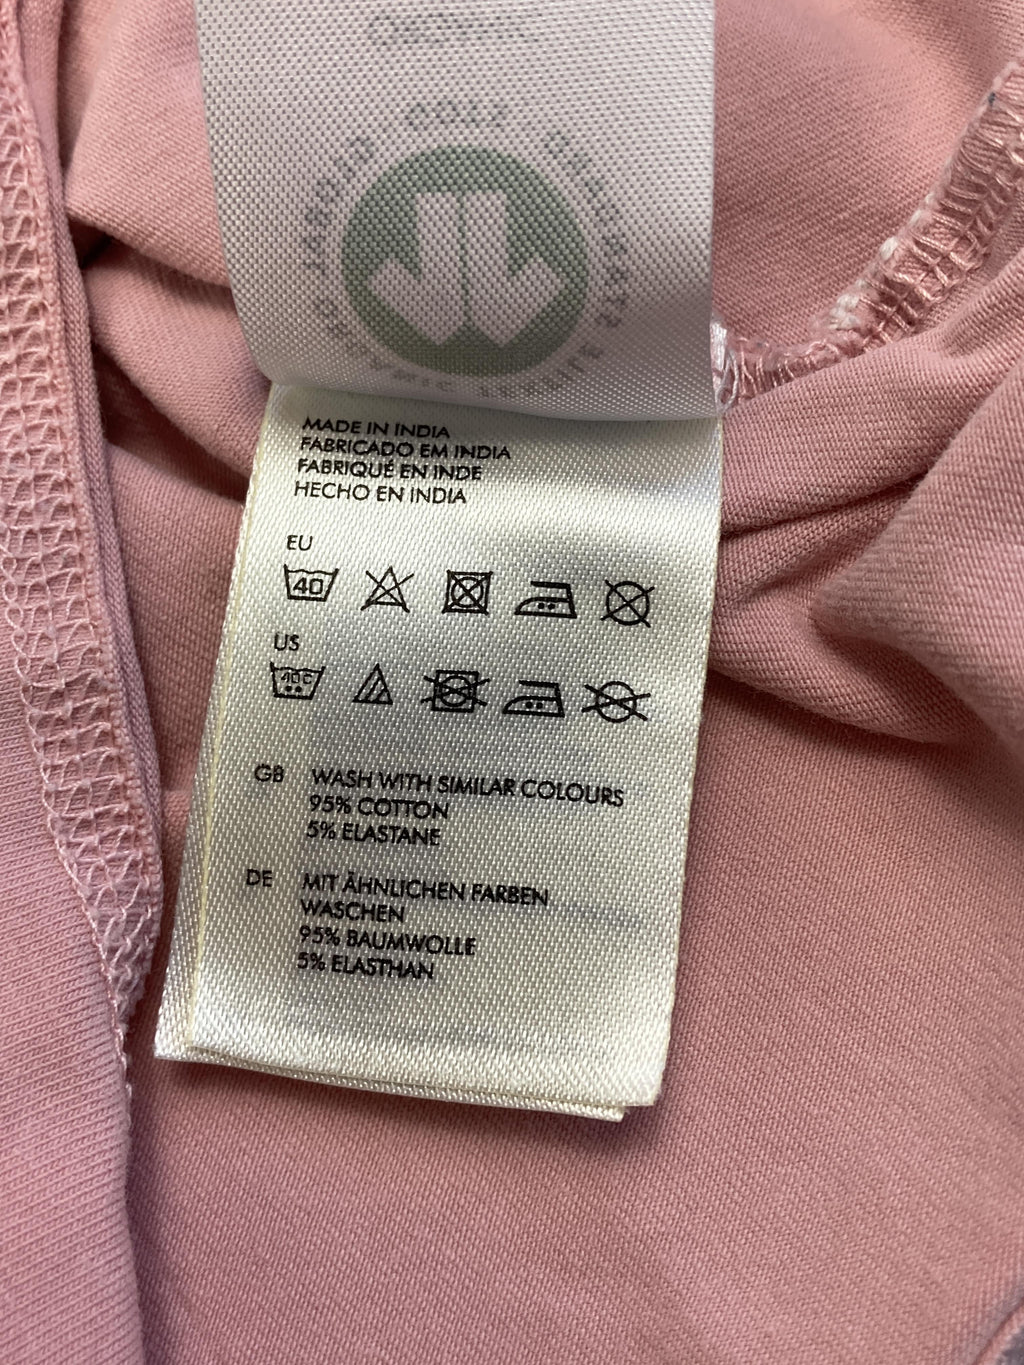 MADE IN INDIA
FABRICADO EM INDIA
FABRIQUÉ EN INDE
HECHO EN INDIA
EU
40
US
40C
GB WASH WITH SIMILAR COLOURS
95% COTTON
5% ELASTANE
DE MIT ÄHNLICHEN FARBEN
WASCHEN
95% BAUMWOLLE
5% ELASTHAN